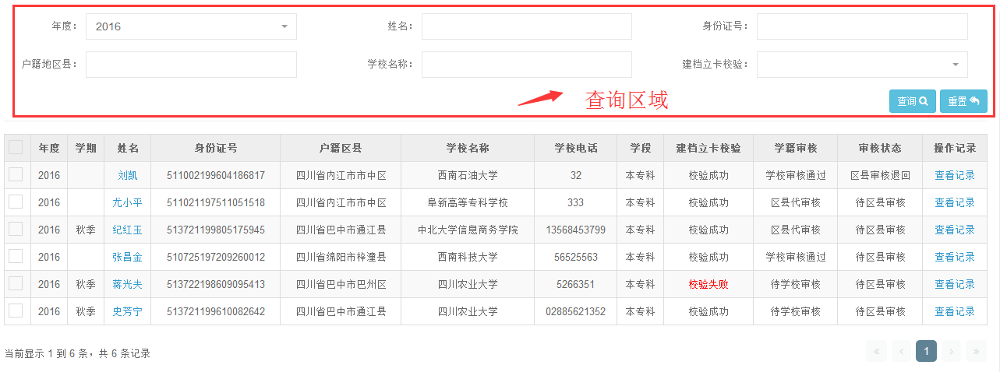 年度： 2016 姓名： 身份证号：
户籍地区县： 学校名称： 建档立卡校验：
查询区域
查询 重置
年度 学期 姓名 身份证号 户籍区县 学校名称 学校电话 学段 建档立卡校验 学籍审核 审核状态 操作记录
2016 刘凯 511002199604186817 四川省内江市市中区 西南石油大学 32 本专科 校验成功 学校审核通过 区县审核退回 查看记录
2016 尤小平 511021197511051518 四川省内江市市中区 阜新高等专科学校 333 本专科 校验成功 区县代审核 待区县审核 查看记录
2016 秋季 纪红玉 513721199805175945 四川省巴中市通江县 中北大学信息商务学院 13568453799 本专科 校验成功 区县代审核 待区县审核 查看记录
2016 张昌金 510725197209260012 四川省绵阳市梓潼县 西南科技大学 56525563 本专科 校验成功 学校审核通过 待区县审核 查看记录
2016 秋季 蒋光夫 513722198609095413 四川省巴中市巴州区 四川农业大学 5266351 本专科 校验失败 待学校审核 待区县审核 查看记录
2016 秋季 史芳宁 513721199610082642 四川省巴中市通江县 四川农业大学 02885621352 本专科 校验成功 待学校审核 待区县审核 查看记录
当前显示 1 到 6 条，共 6 条记录 « ‹ 1 › »